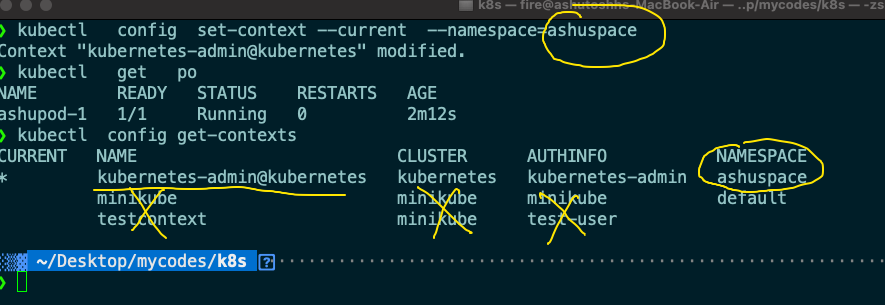 k8s — fire@ashutoshhs-MacBook-Air — ..p/mycodes/k8s — -zs
❯ kubectl config set-context --current --namespace=ashuspace
Context "kubernetes-admin@kubernetes" modified.
❯ kubectl get po
NAME READY STATUS RESTARTS AGE
ashupod-1 1/1 Running 0 2m12s
❯ kubectl config get-contexts
CURRENT NAME CLUSTER AUTHINFO NAMESPACE
* kubernetes-admin@kubernetes kubernetes kubernetes-admin ashuspace
minikube minikube minikube default
testcontext minikube test-user
~/Desktop/mycodes/k8s ?
❯